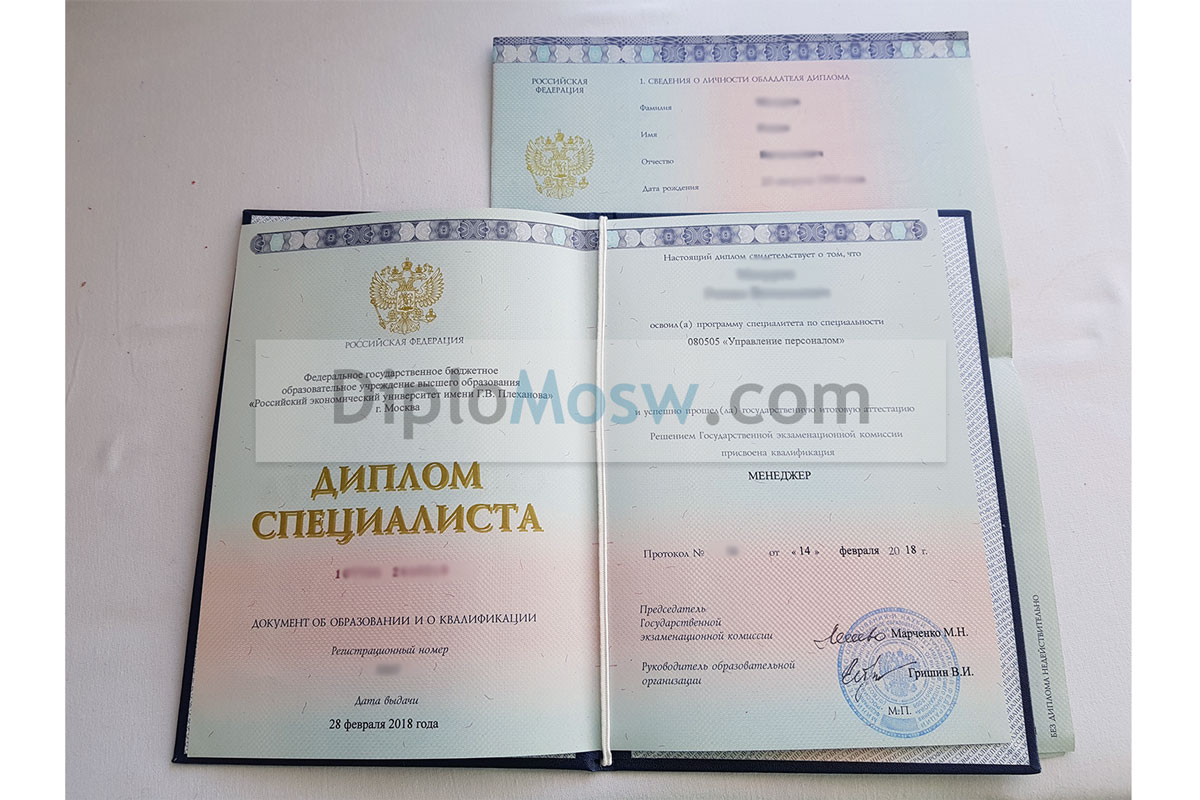 РОССИЙСКАЯ
ФЕДЕРАЦИЯ
1. СВЕДЕНИЯ О ЛИЧНОСТИ ОБЛАДАТЕЛЯ ДИПЛОМА
Фамилия
Имя
Отчество
Дата рождения
РОССИЙСКАЯ ФЕДЕРАЦИЯ
Федеральное государственное бюджетное
образовательное учреждение высшего образования
«Российский экономический университет имени Г.В. Плеханова»
г. Москва
ДИПЛОМ
СПЕЦИАЛИСТА
ДОКУМЕНТ ОБ ОБРАЗОВАНИИ И О КВАЛИФИКАЦИИ
Регистрационный номер
Дата выдачи
28 февраля 2018 года
Настоящий диплом свидетельствует о том, что
освоил(а) программу специалитета по специальности
080505 «Управление персоналом»
и успешно прошел(ла) государственную итоговую аттестацию
Решением Государственной экзаменационной комиссии
присвоена квалификация
МЕНЕДЖЕР
Протокол № от «14» февраля 2018 г.
Председатель
Государственной
экзаменационной комиссии
Марченко М.Н.
Руководитель образовательной
организации
Гришин В.И.
М.П.
БЕЗ ДИПЛОМА НЕДЕЙСТВИТЕЛЬНО
DiploMosw.com